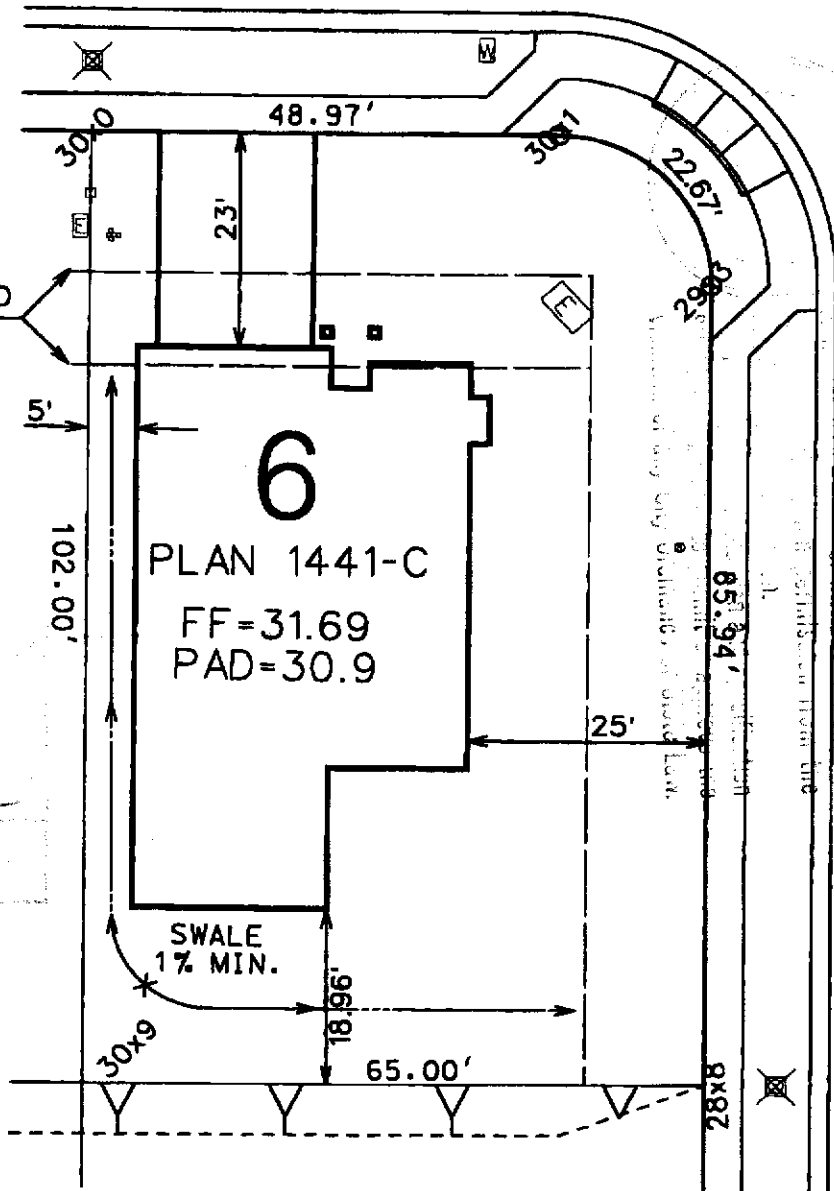 W
48.97'
30x0
30x1
22.67'
23'
E
E
29x3
5'
6
102.00'
PLAN 1441-C
FF=31.69
PAD=30.9
85.94'
25'
SWALE
1% MIN.
18.96'
30x9
65.00'
28x8